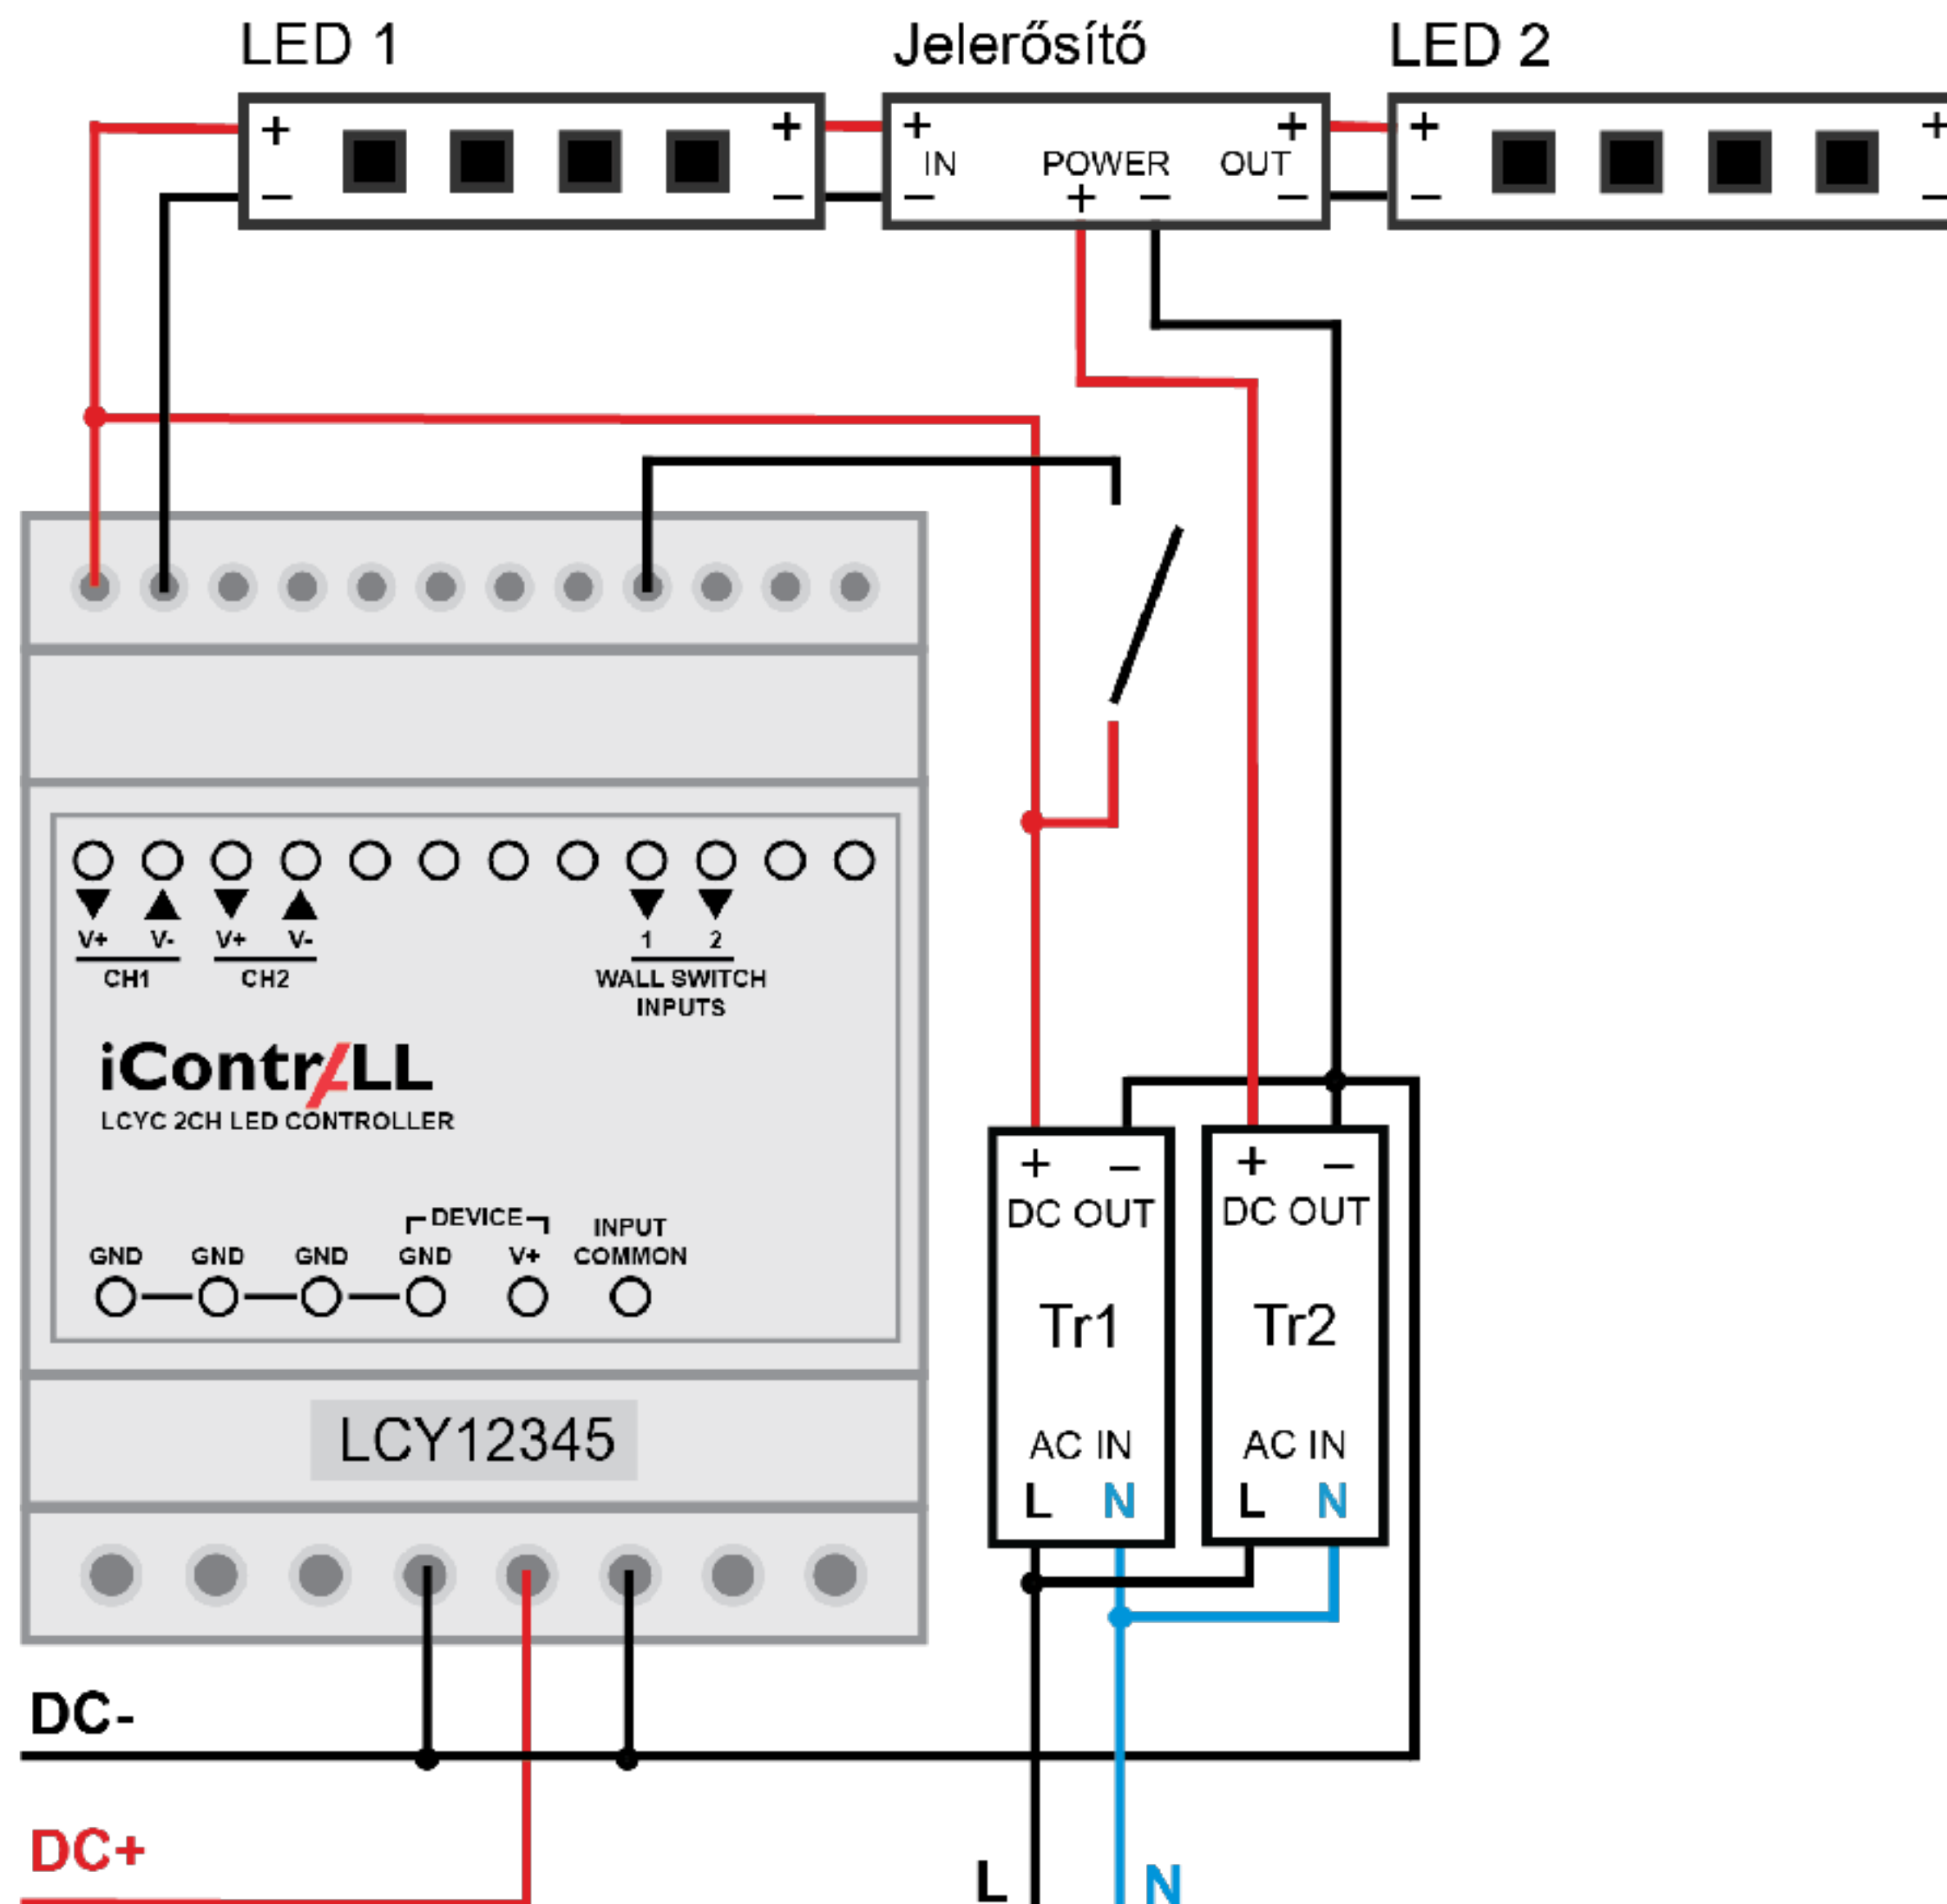 LED 1
Jelerősítő
LED 2
+ + + + + +
IN POWER OUT
− − − + − − − −
V+ V- V+ V- 1 2
CH1 CH2 WALL SWITCH
INPUTS
iContrALL
LCYC 2CH LED CONTROLLER
DEVICE INPUT
GND GND GND GND V+ COMMON
LCY12345
+ −
DC OUT
Tr1
AC IN
L N
+ −
DC OUT
Tr2
AC IN
L N
DC-
DC+
L N